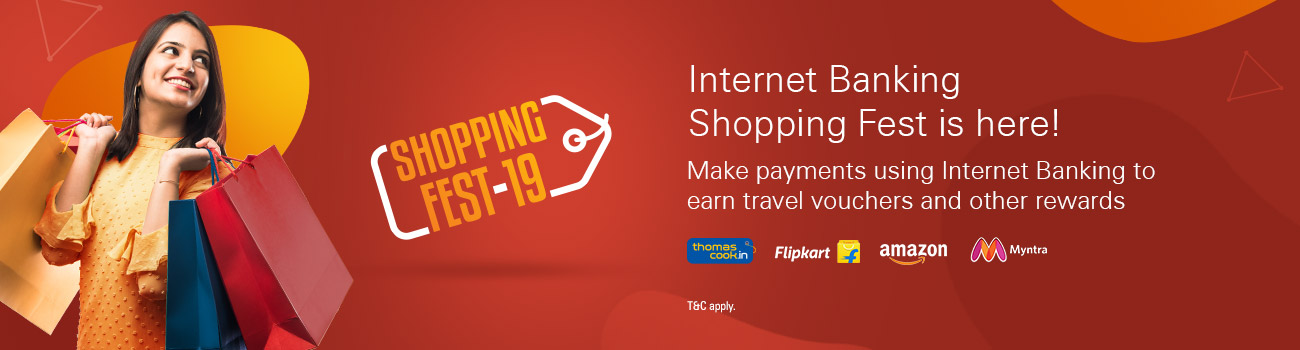 SHOPPING
FEST-19
Internet Banking
Shopping Fest is here!
Make payments using Internet Banking to
earn travel vouchers and other rewards
thomas
cook.in
Flipkart
amazon
Myntra
T&C apply.